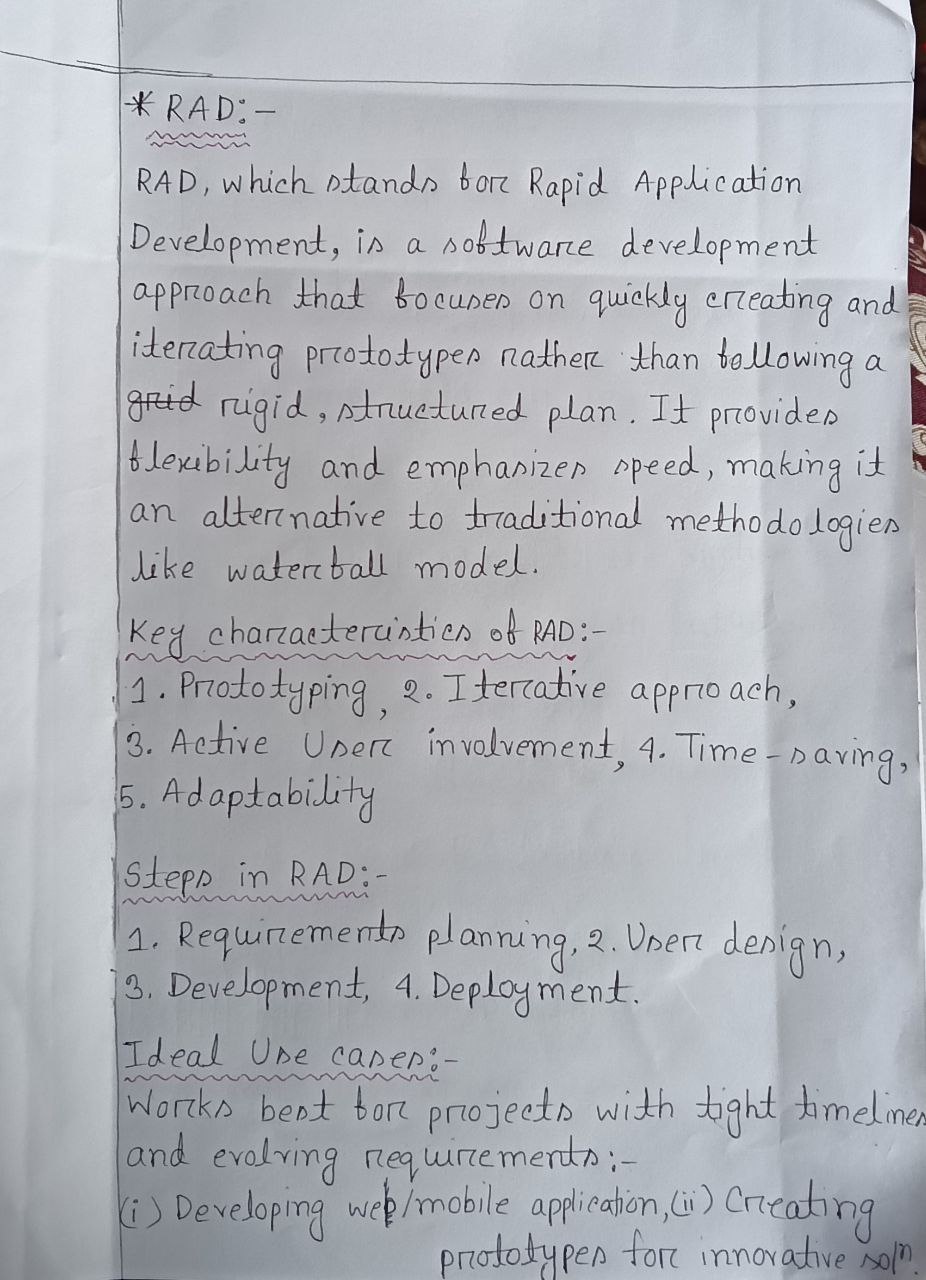 * RAD:-
RAD, which stands for Rapid Application
Development, is a software development
approach that focuses on quickly creating and
iterating prototypes rather than following a
grid rigid, structured plan. It provides
flexibility and emphasizes speed, making it
an alternative to traditional methodologies
like waterfall model.
Key characteristics of RAD:-
1. Prototyping, 2. Iterative approach,
3. Active User involvement, 4. Time-saving,
5. Adaptability
Steps in RAD:-
1. Requirements planning, 2. User design,
3. Development, 4. Deployment.
Ideal Use cases:-
Works best for projects with tight timelines
and evolving requirements:-
(i) Developing web/mobile application, (ii) Creating
prototypes for innovative solⁿ.